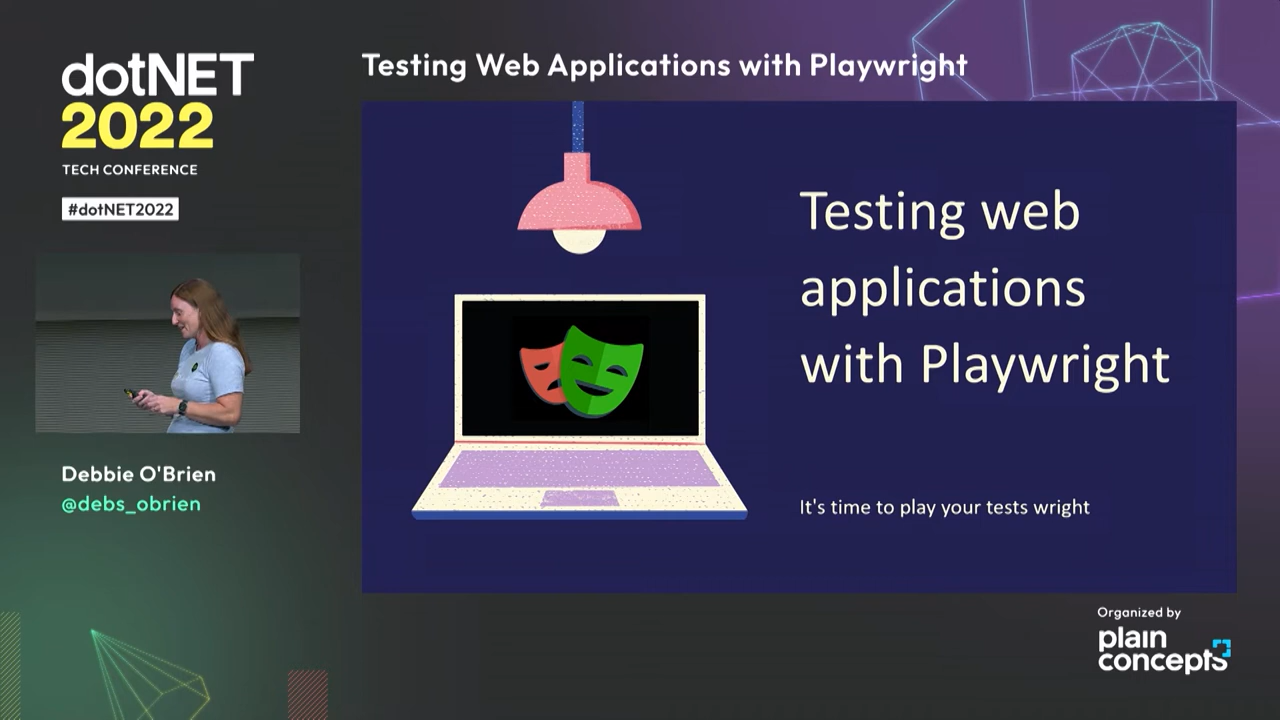 dotNET
2022
TECH CONFERENCE
#dotNET2022
Debbie O'Brien
@debs_obrien
Testing Web Applications with Playwright
Testing web
applications
with Playwright
It's time to play your tests wright
Organized by
plain
concepts